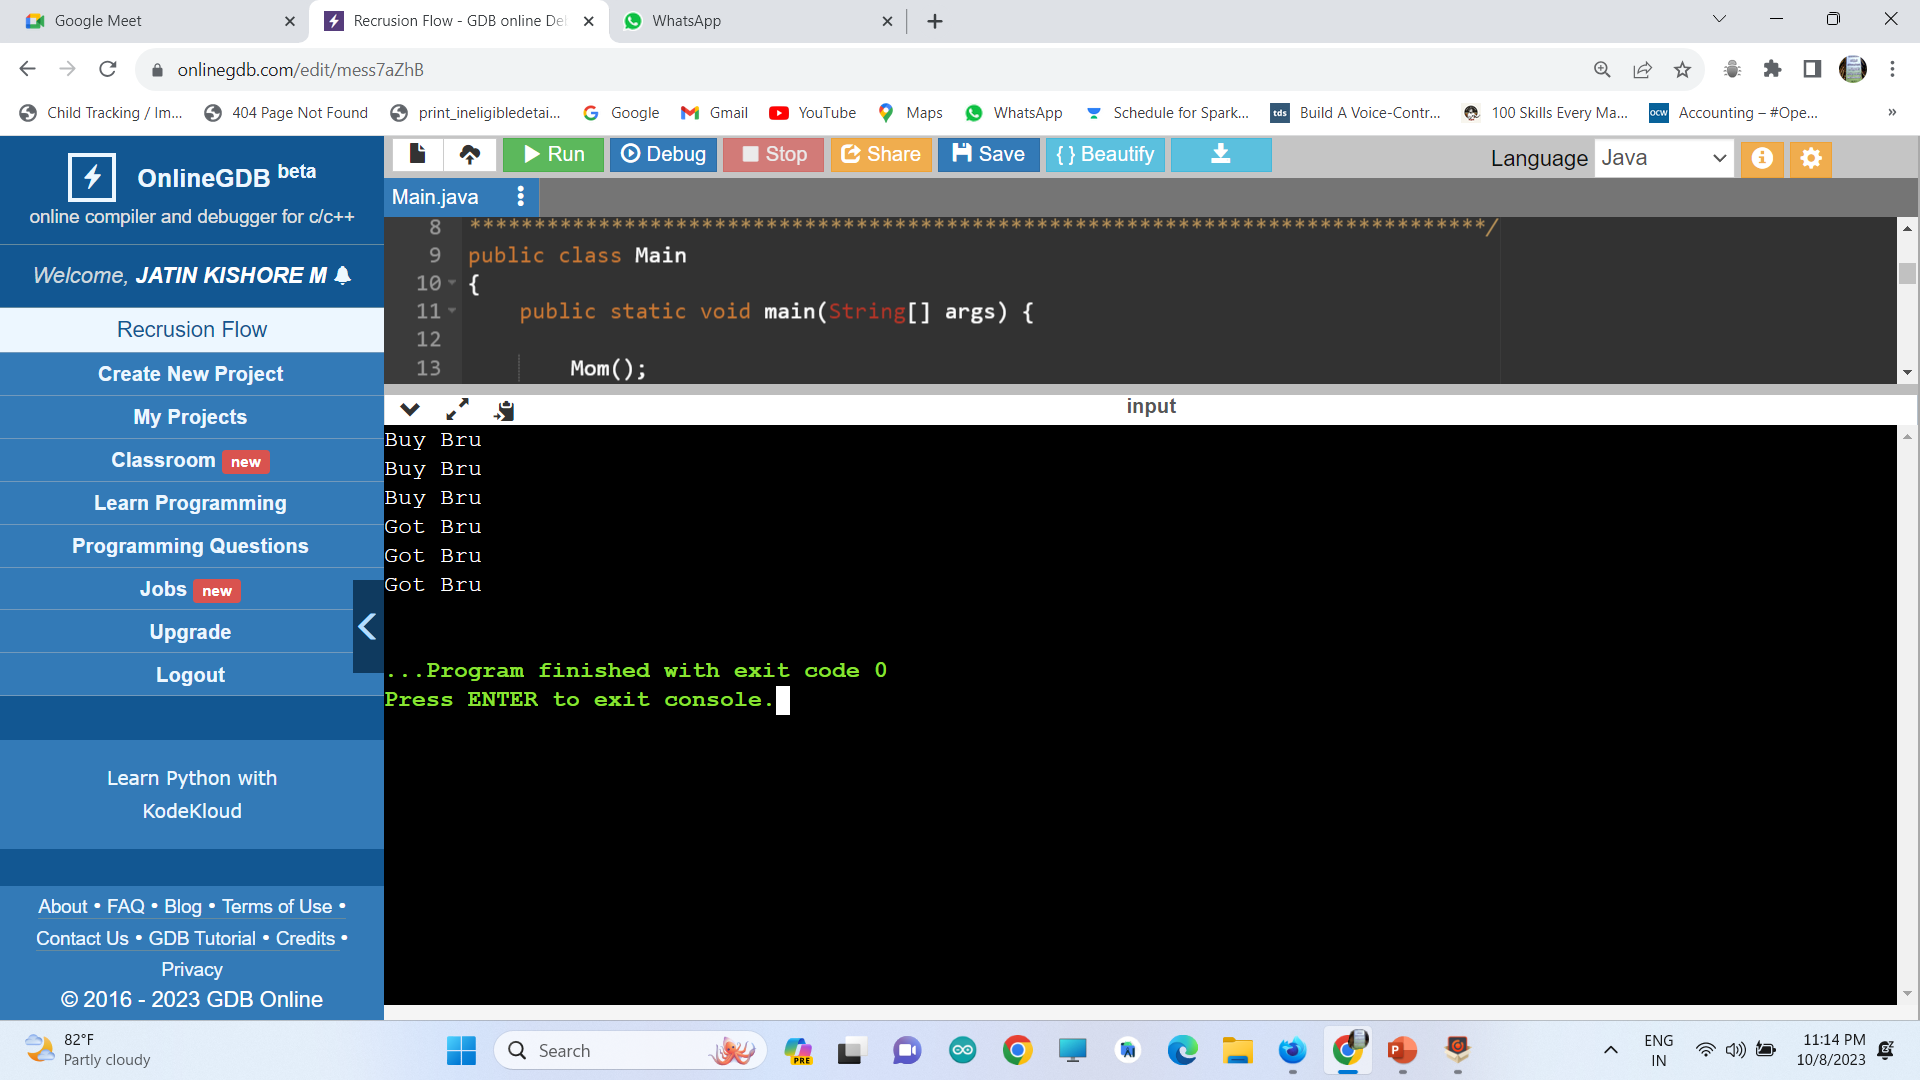 Google Meet
Recrusion Flow - GDB online De
WhatsApp
onlinegdb.com/edit/mess7aZhB
Child Tracking / Im...
404 Page Not Found
print_ineligibledetai...
Google
Gmail
YouTube
Maps
WhatsApp
Schedule for Spark...
tds
Build A Voice-Contr...
100 Skills Every Ma...
ocw
Accounting – #Ope...
»
OnlineGDB beta
online compiler and debugger for c/c++
Welcome, JATIN KISHORE M
Recrusion Flow
Create New Project
My Projects
Classroom new
Learn Programming
Programming Questions
Jobs new
Upgrade
Logout
Learn Python with
KodeKloud
About • FAQ • Blog • Terms of Use •
Contact Us • GDB Tutorial • Credits •
Privacy
© 2016 - 2023 GDB Online
Run
Debug
Stop
Share
Save
{ } Beautify
Language Java
Main.java
8 *******************************************************************************/
9 public class Main
10 {
11 public static void main(String[] args) {
12
13 Mom();
input
Buy Bru
Buy Bru
Buy Bru
Got Bru
Got Bru
Got Bru
...Program finished with exit code 0
Press ENTER to exit console.
82°F
Partly cloudy
Search
PRE
ENG
IN
11:14 PM
10/8/2023